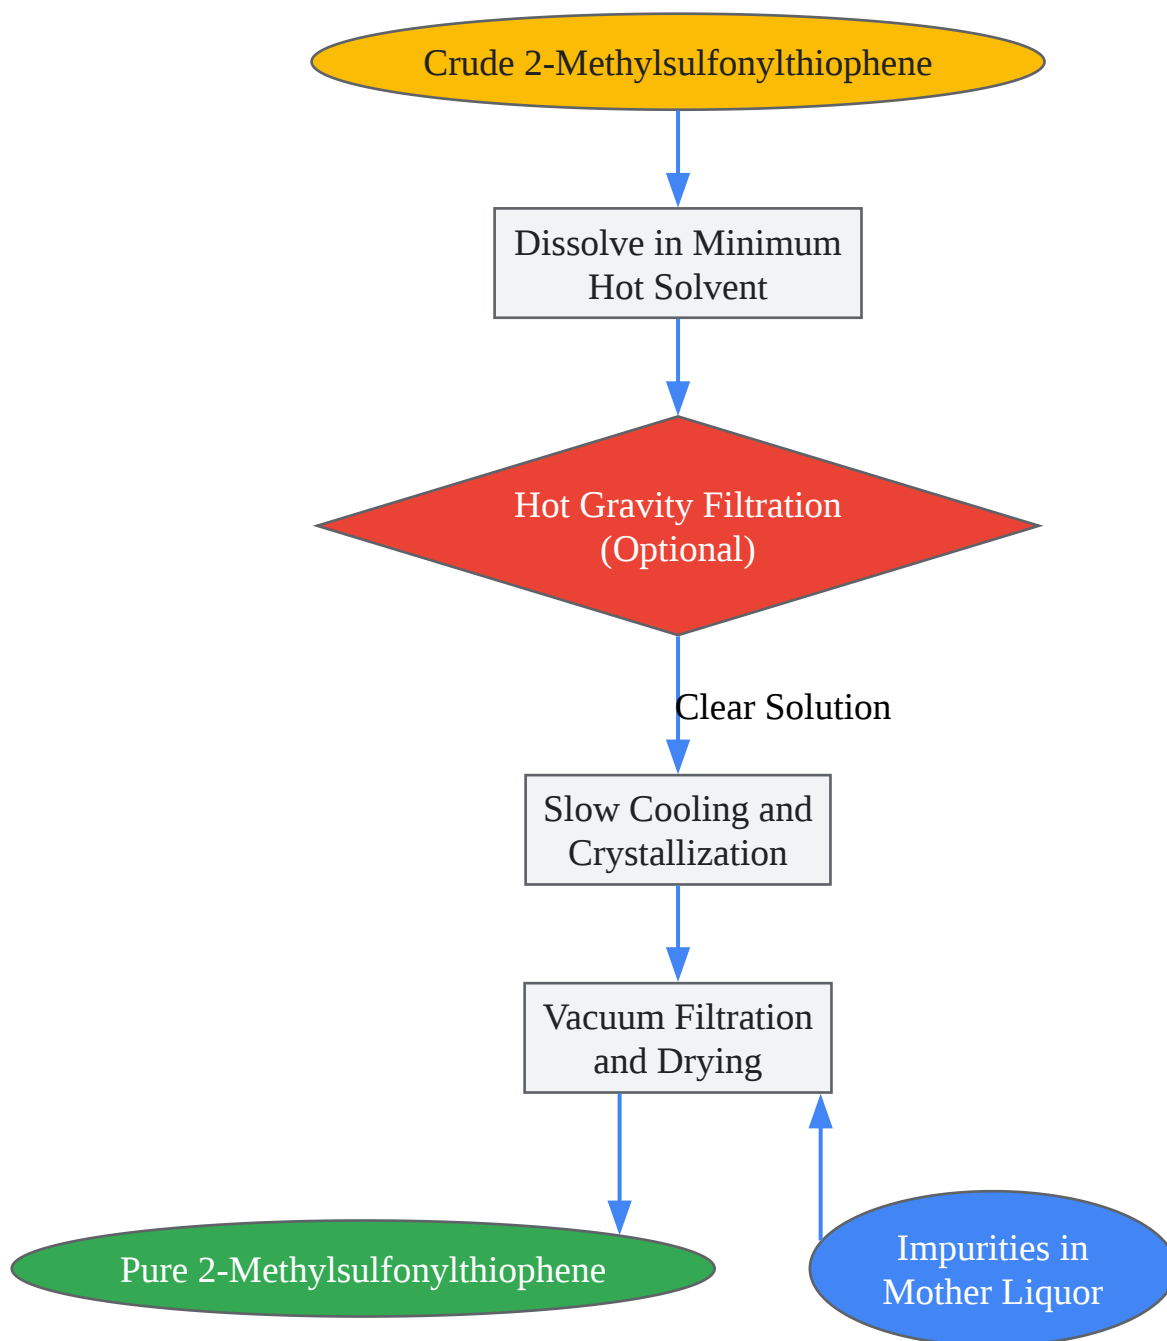 Crude 2-Methylsulfonylthiophene
Dissolve in Minimum
Hot Solvent
Hot Gravity Filtration
(Optional)
Clear Solution
Slow Cooling and
Crystallization
Vacuum Filtration
and Drying
Pure 2-Methylsulfonylthiophene
Impurities in
Mother Liquor